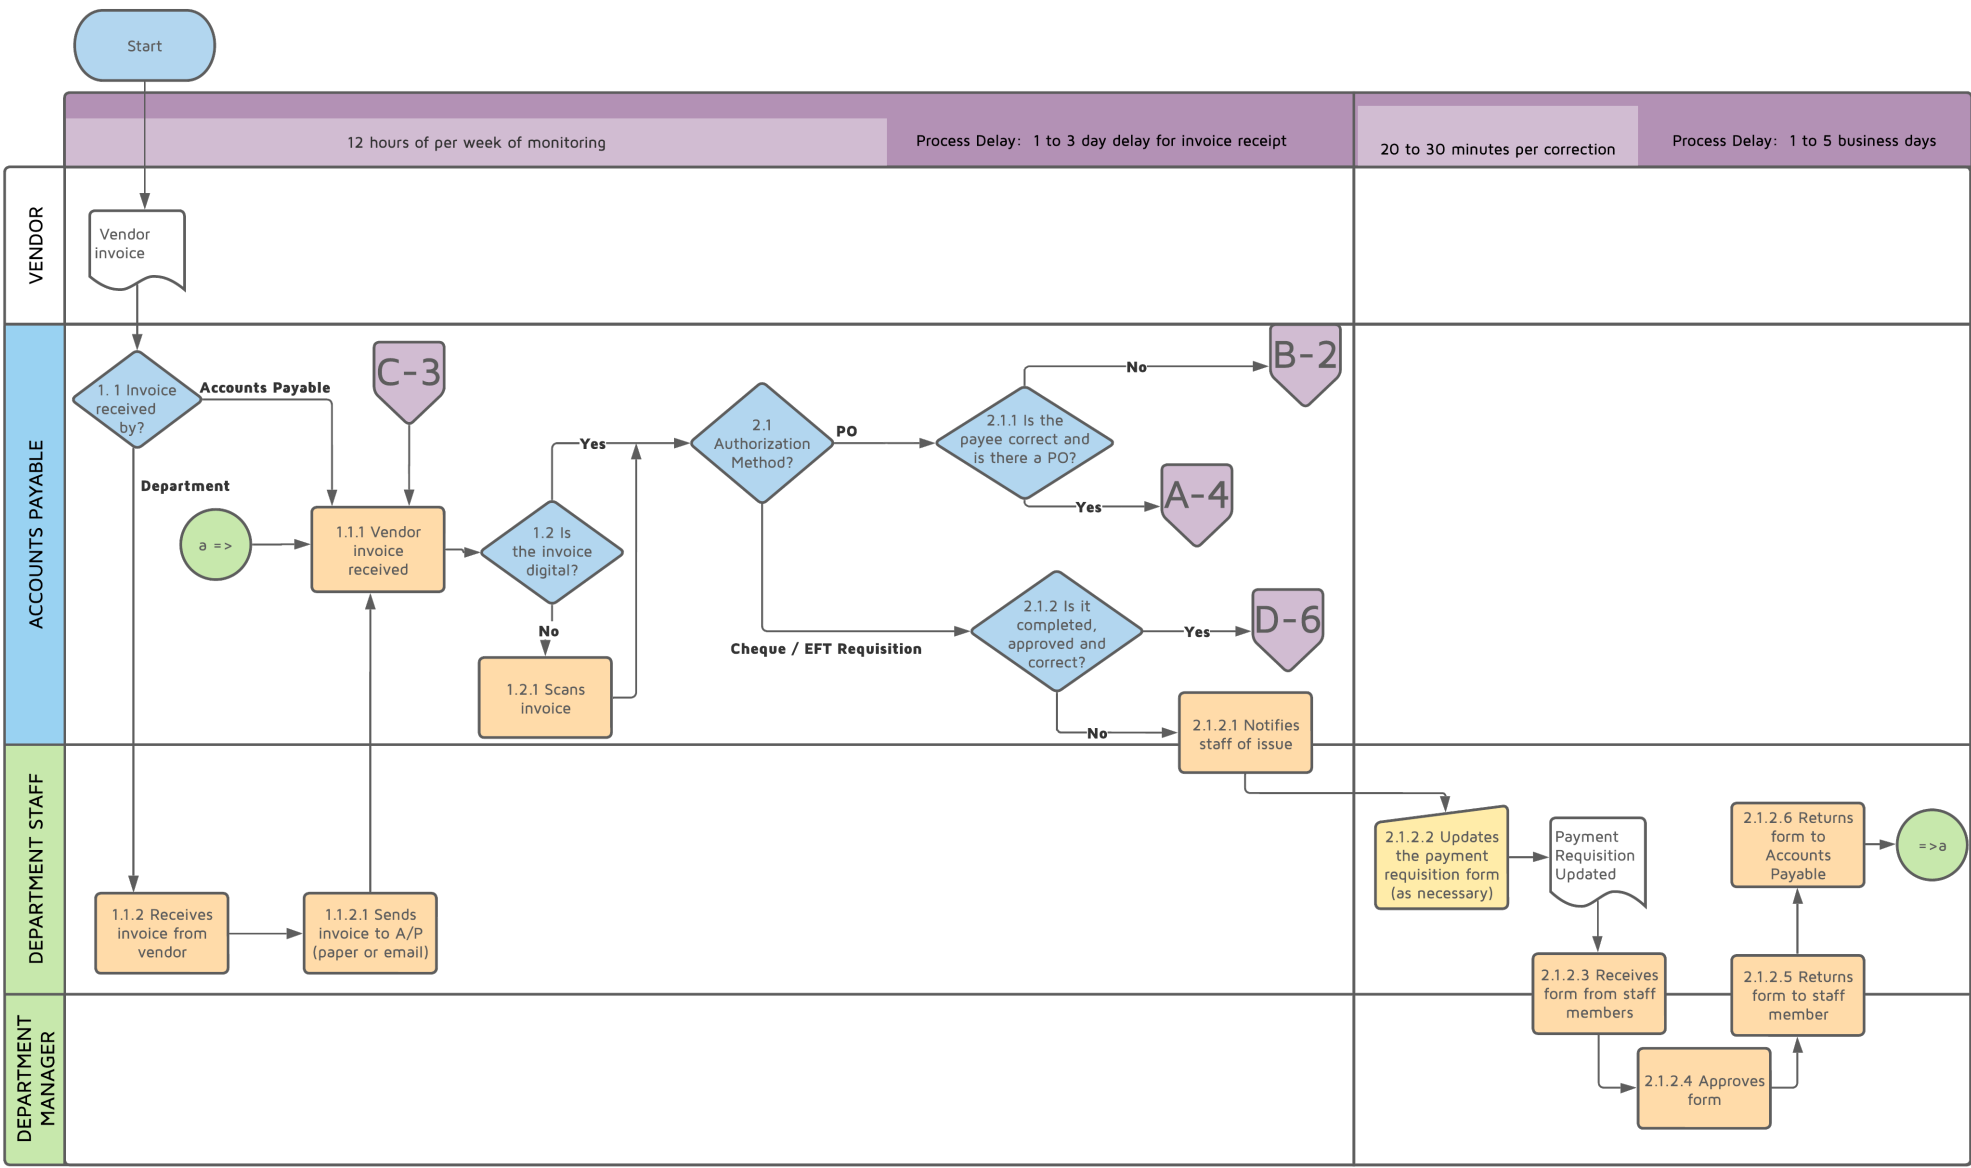 Start
12 hours of per week of monitoring
Process Delay:  1 to 3 day delay for invoice receipt
20 to 30 minutes per correction
Process Delay:  1 to 5 business days
VENDOR
Vendor
invoice
ACCOUNTS PAYABLE
1. 1 Invoice
received
by?
Accounts Payable
Department
C-3
a =>
1.1.1 Vendor
invoice
received
1.2 Is
the invoice
digital?
Yes
No
1.2.1 Scans
invoice
2.1
Authorization
Method?
PO
Cheque / EFT Requisition
2.1.1 Is the
payee correct and
is there a PO?
No
B-2
Yes
A-4
2.1.2 Is it
completed,
approved and
correct?
Yes
D-6
No
2.1.2.1 Notifies
staff of issue
DEPARTMENT STAFF
1.1.2 Receives
invoice from
vendor
1.1.2.1 Sends
invoice to A/P
(paper or email)
2.1.2.2 Updates
the payment
requisition form
(as necessary)
Payment
Requisition
Updated
2.1.2.6 Returns
form to
Accounts
Payable
=>a
2.1.2.3 Receives
form from staff
members
2.1.2.5 Returns
form to staff
member
DEPARTMENT
MANAGER
2.1.2.4 Approves
form